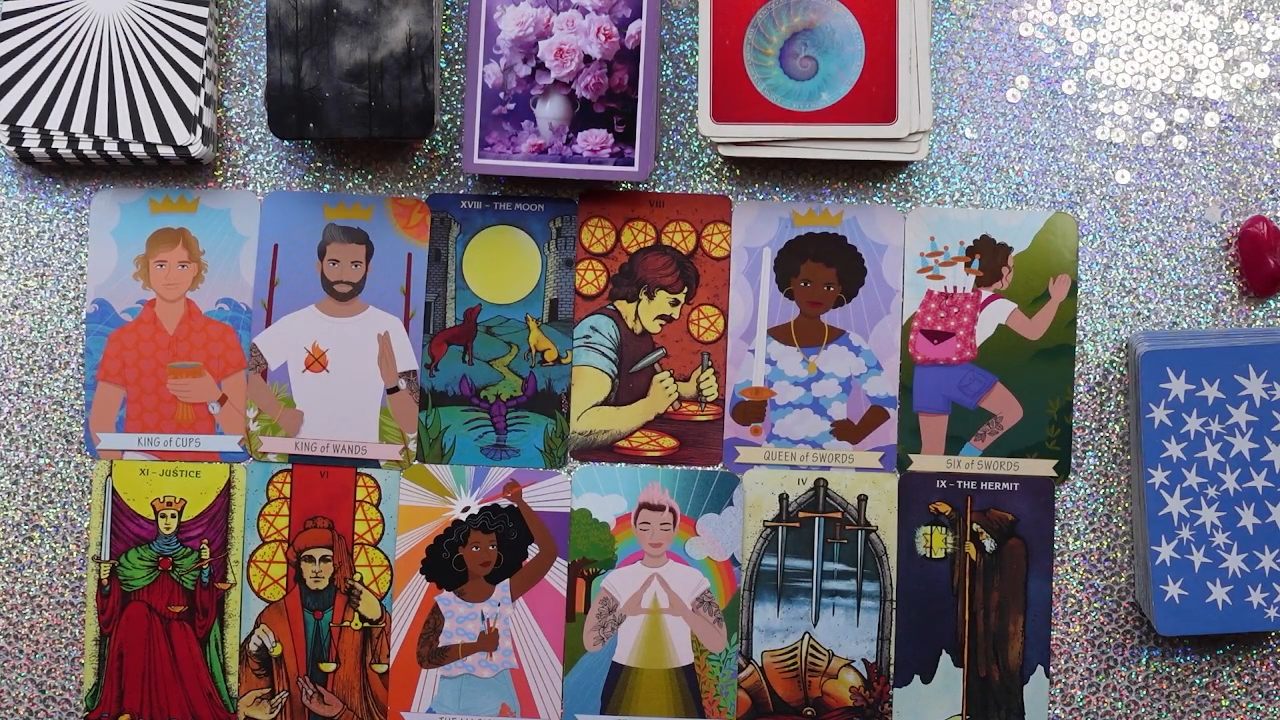 XVIII – THE MOON
VIII
KING of CUPS
KING of WANDS
QUEEN of SWORDS
SIX of SWORDS
XI – JUSTICE
VI
IV
IX – THE HERMIT